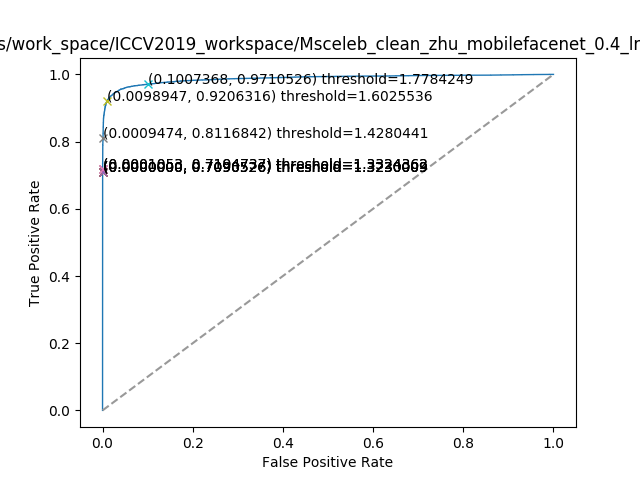 s/work_space/ICCV2019_workspace/Msceleb_clean_zhu_mobilefacenet_0.4_lr
(0.1007368, 0.9710526) threshold=1.7784249
(0.0098947, 0.9206316) threshold=1.6025536
(0.0009474, 0.8116842) threshold=1.4280441
1.0
0.8
0.6
0.4
0.2
0.0
True Positive Rate
0.0 0.2 0.4 0.6 0.8 1.0
False Positive Rate